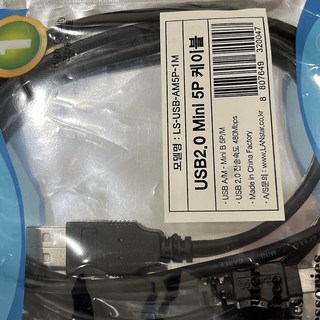 1
모델명 : LS-USB-AM5P-1M
USB2.0 Mini 5P 케이블
· USB A/M · Mini B 5P/M
· USB 2.0 전송속도 480Mbps
· Made in China Factory
· A/S문의 : www.LANstar.co.kr
8 807649 320047